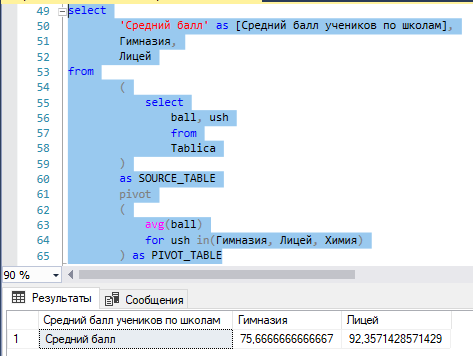 49 select
50 'Средний балл' as [Средний балл учеников по школам],
51 Гимназия,
52 Лицей
53 from
54 (
55 select
56 ball, ush
57 from
58 Tablica
59 )
60 as SOURCE_TABLE
61 pivot
62 (
63 avg(ball)
64 for ush in(Гимназия, Лицей, Химия)
65 ) as PIVOT_TABLE
90 %
Результаты Сообщения
Средний балл учеников по школам Гимназия Лицей
1 Средний балл 75,6666666666667 92,3571428571429